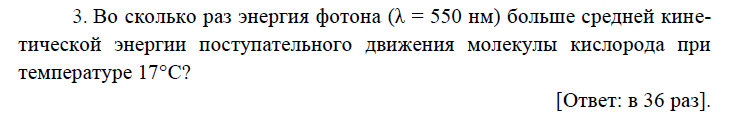 3. Во сколько раз энергия фотона (λ = 550 нм) больше средней кине-
тической энергии поступательного движения молекулы кислорода при
температуре 17°С?
[Ответ: в 36 раз].